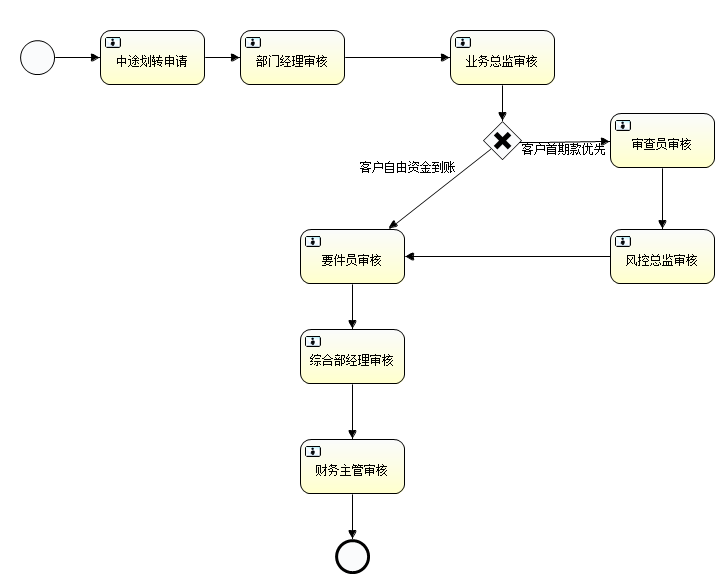 中途划转申请
部门经理审核
业务总监审核
客户首期款优先
审查员审核
客户自由资金到账
要件员审核
风控总监审核
综合部经理审核
财务主管审核